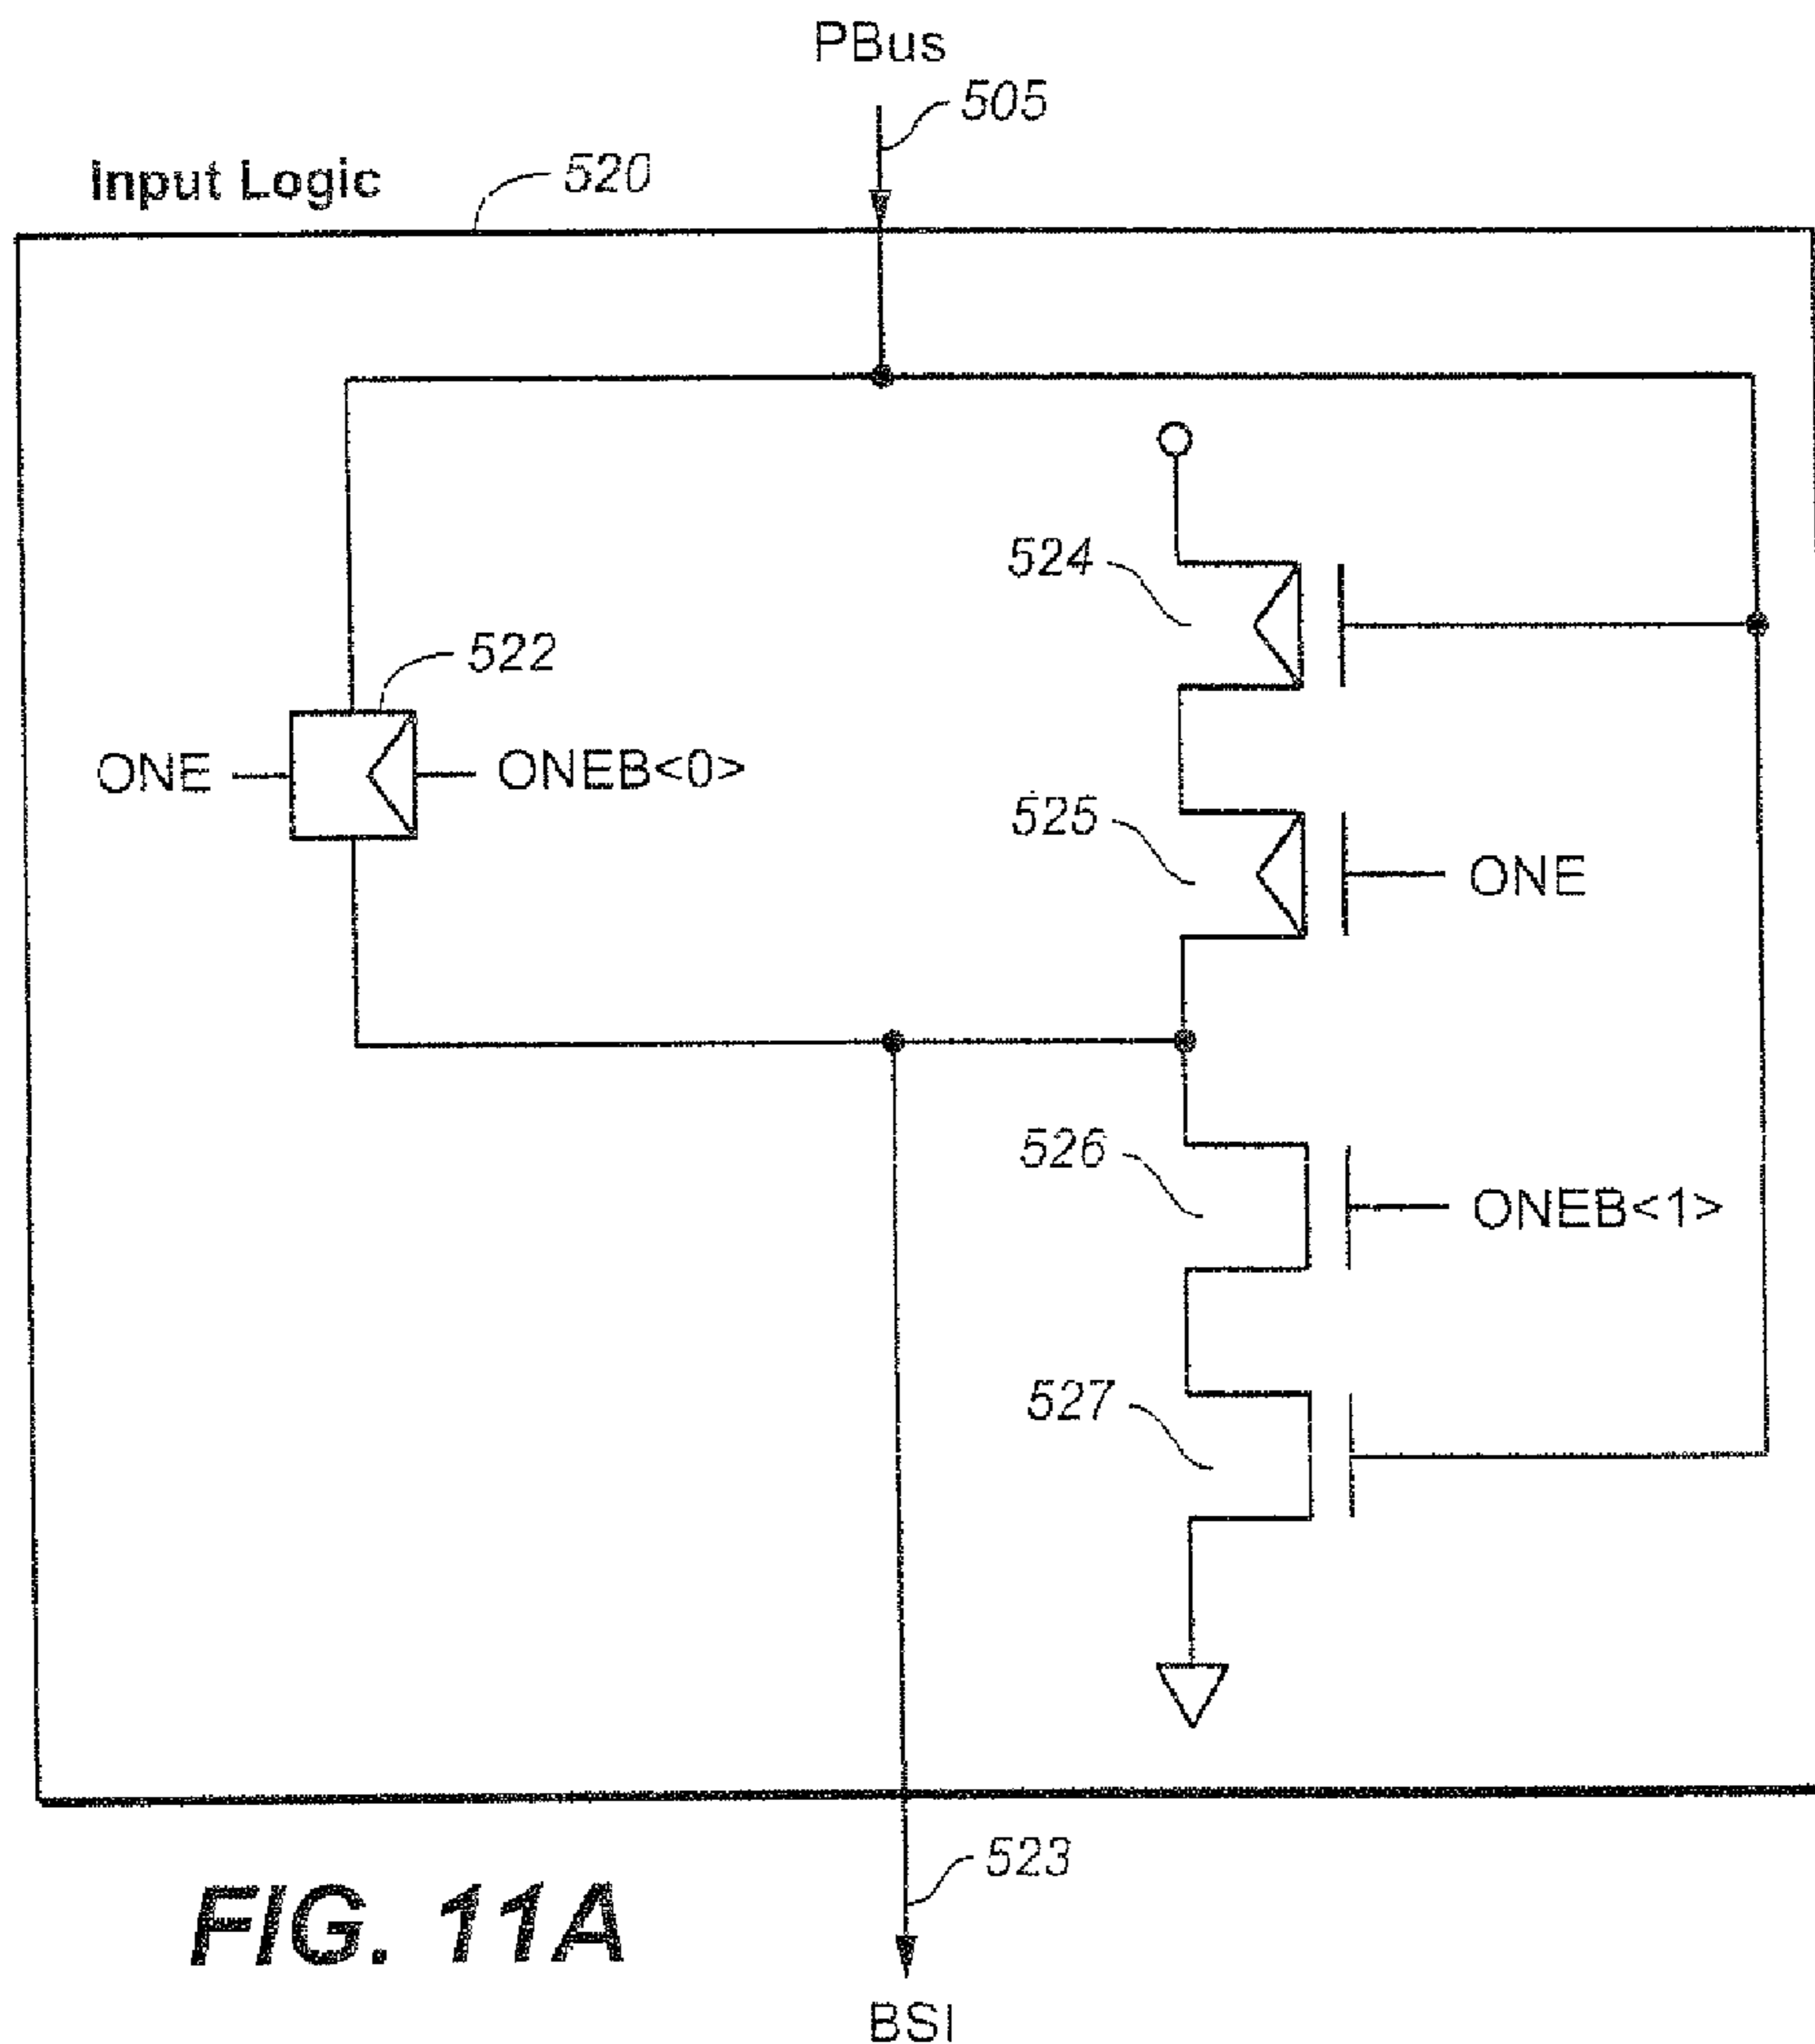 PBus
505
Input Logic
520
524
522
ONE
ONEB<0>
525
ONE
526
ONEB<1>
527
523
FIG. 11A
BSI